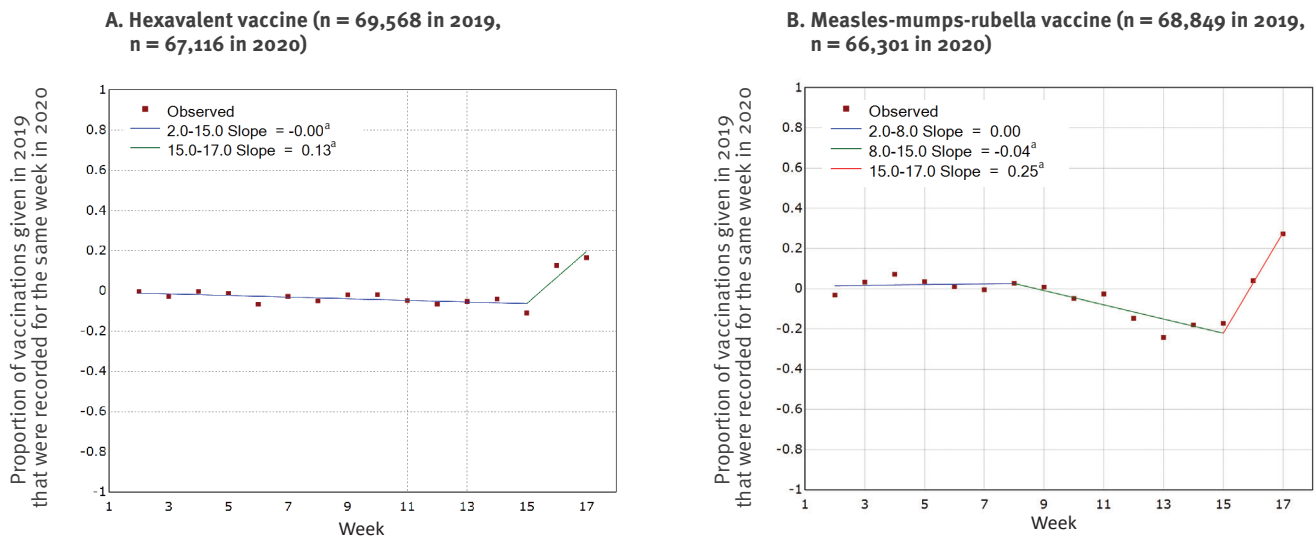 A. Hexavalent vaccine (n = 69,568 in 2019,
n = 67,116 in 2020)
Proportion of vaccinations given in 2019
that were recorded for the same week in 2020
1
0.8
0.6
0.4
0.2
0
-0.2
-0.4
-0.6
-0.8
-1
Observed
2.0-15.0 Slope = -0.00ᵃ
15.0-17.0 Slope = 0.13ᵃ
1 3 5 7 9 11 13 15 17
Week
B. Measles-mumps-rubella vaccine (n = 68,849 in 2019,
n = 66,301 in 2020)
Proportion of vaccinations given in 2019
that were recorded for the same week in 2020
1
0.8
0.6
0.4
0.2
0
-0.2
-0.4
-0.6
-0.8
-1
Observed
2.0-8.0 Slope = 0.00
8.0-15.0 Slope = -0.04ᵃ
15.0-17.0 Slope = 0.25ᵃ
1 3 5 7 9 11 13 15 17
Week